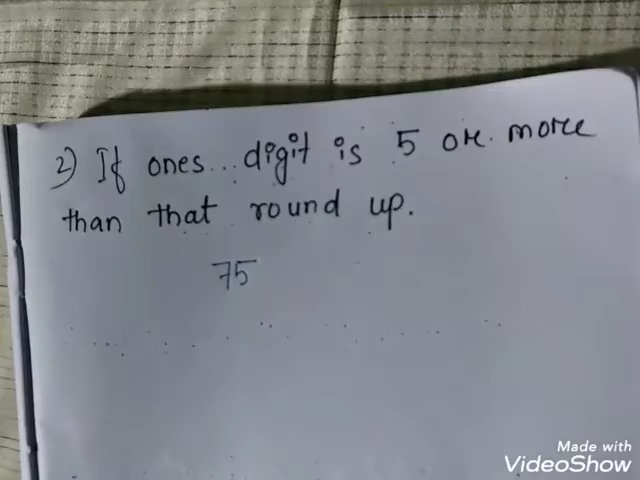 2) If ones... digit is 5 or more
than that round up.
75
Made with
VideoShow